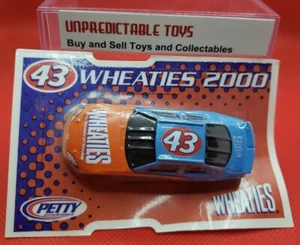 UNPREDICTABLE TOYS
Buy and Sell Toys and Collectables
43 WHEATIES 2000
WHEATIES
43
PETTY
WHEATIES